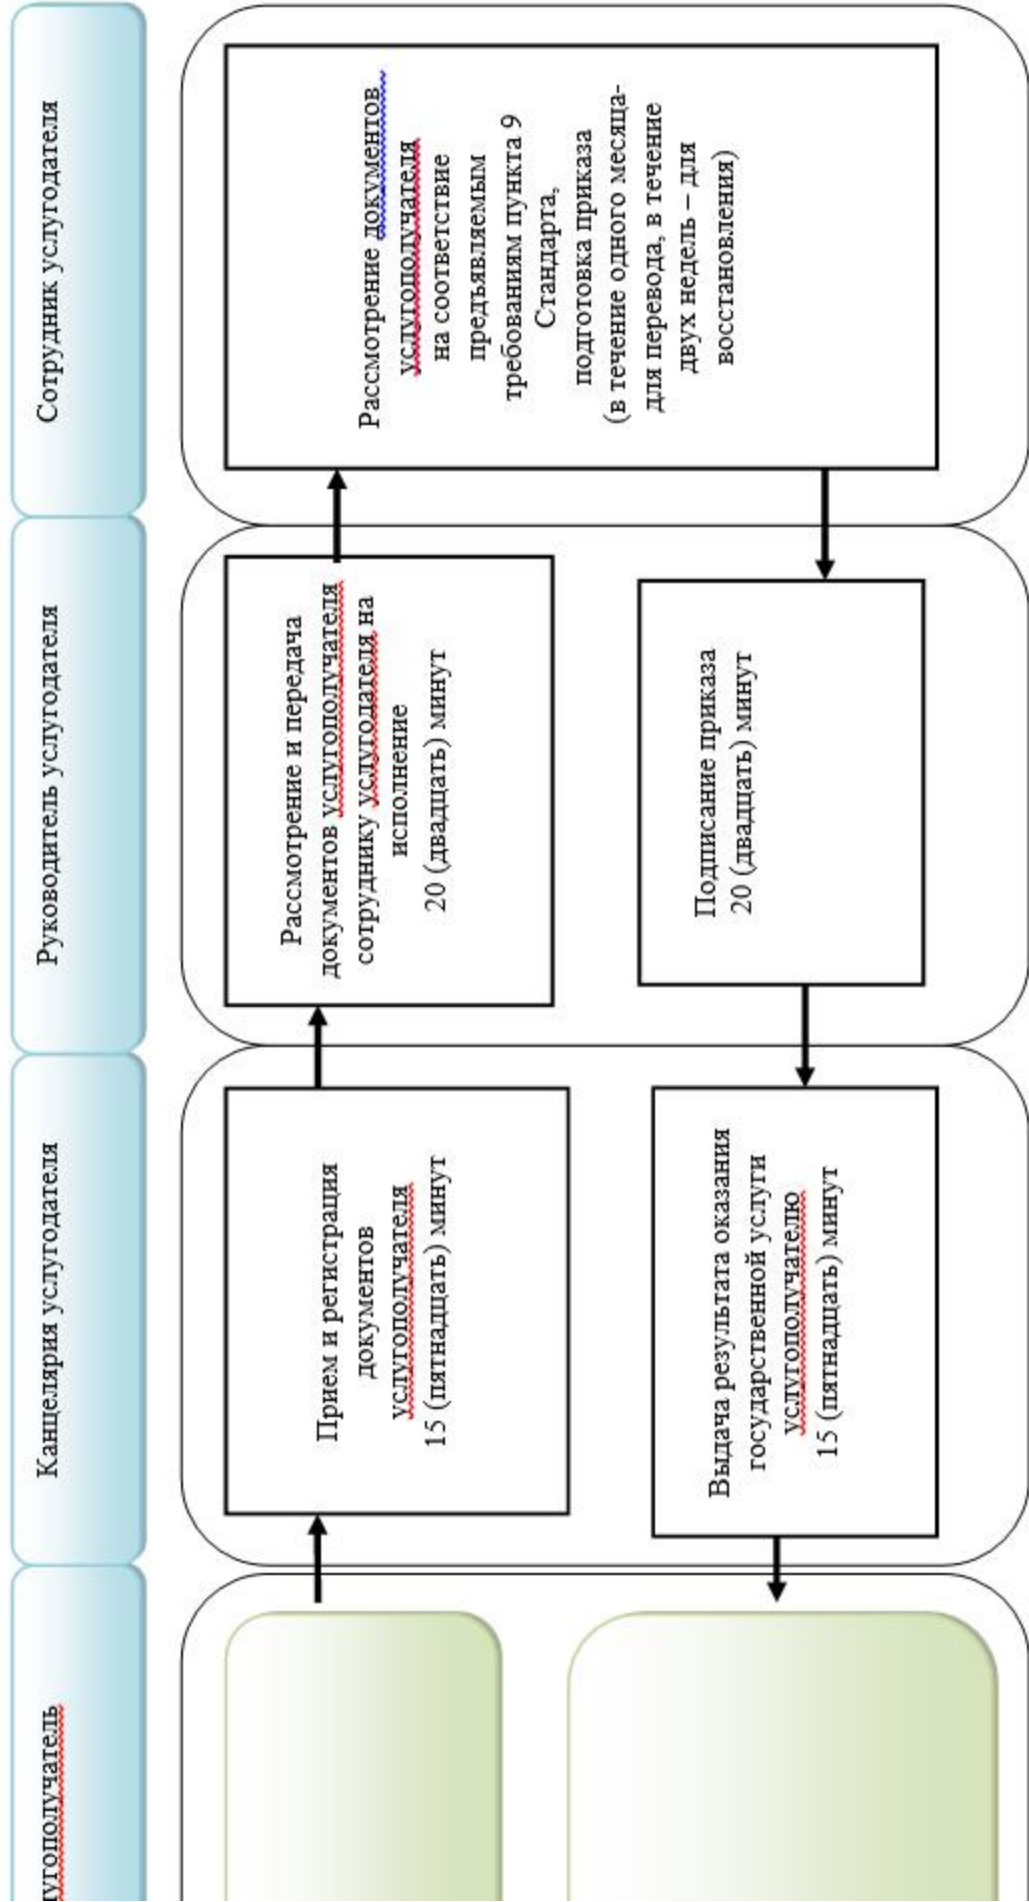 угополучатель
Канцелярия услугодателя
Руководитель услугодателя
Сотрудник услугодателя
Прием и регистрация
документов
услугополучателя
15 (пятнадцать) минут
Рассмотрение и передача
документов услугополучателя
сотруднику услугодателя на
исполнение
20 (двадцать) минут
Рассмотрение документов
услугополучателя
на соответствие
предъявляемым
требованиям пункта 9
Стандарта,
подготовка приказа
(в течение одного месяца-
для перевода, в течение
двух недель – для
восстановления)
Подписание приказа
20 (двадцать) минут
Выдача результата оказания
государственной услуги
услугополучателю
15 (пятнадцать) минут